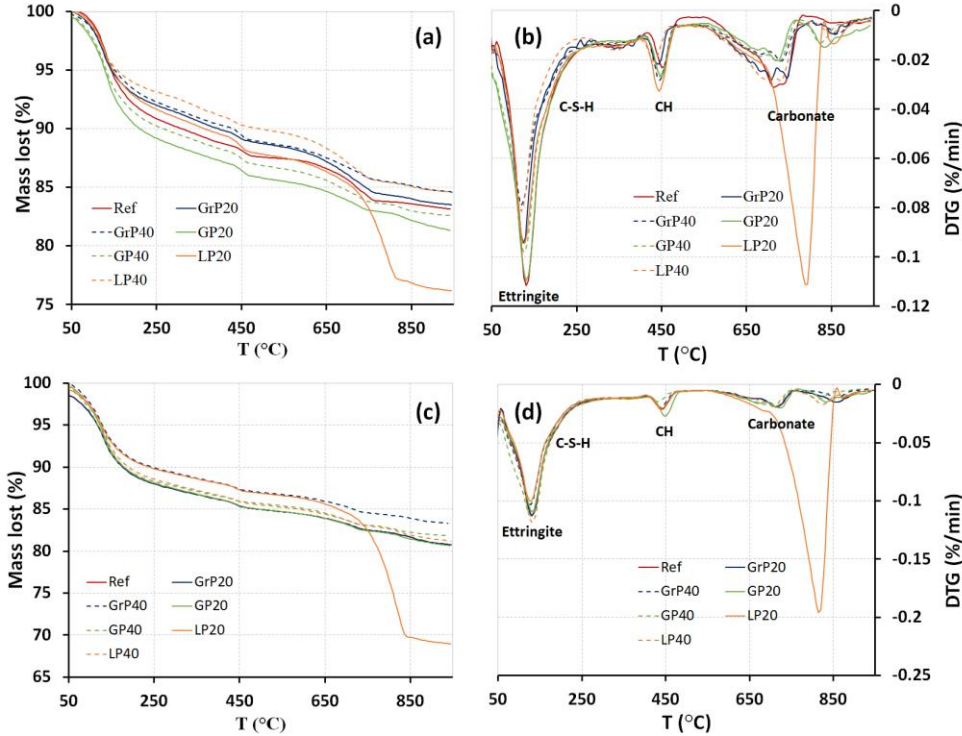 (a)
Mass lost (%)
100
95
90
85
80
75
50 250 450 650 850
T (°C)
Ref GrP20
GrP40 GP20
GP40 LP20
LP40
(b)
DTG (%/min)
0
-0.02
-0.04
-0.06
-0.08
-0.1
-0.12
50 250 450 650 850
T (°C)
C-S-H CH Carbonate
Ettringite
Ref GrP20
GrP40 GP20
GP40 LP20
LP40
(c)
Mass lost (%)
100
95
90
85
80
75
70
65
50 250 450 650 850
T (°C)
Ref GrP20
GrP40 GP20
GP40 LP20
LP40
(d)
DTG (%/min)
0
-0.05
-0.1
-0.15
-0.2
-0.25
50 250 450 650 850
T (°C)
C-S-H CH Carbonate
Ettringite
Ref GrP20
GrP40 GP20
GP40 LP20
LP40